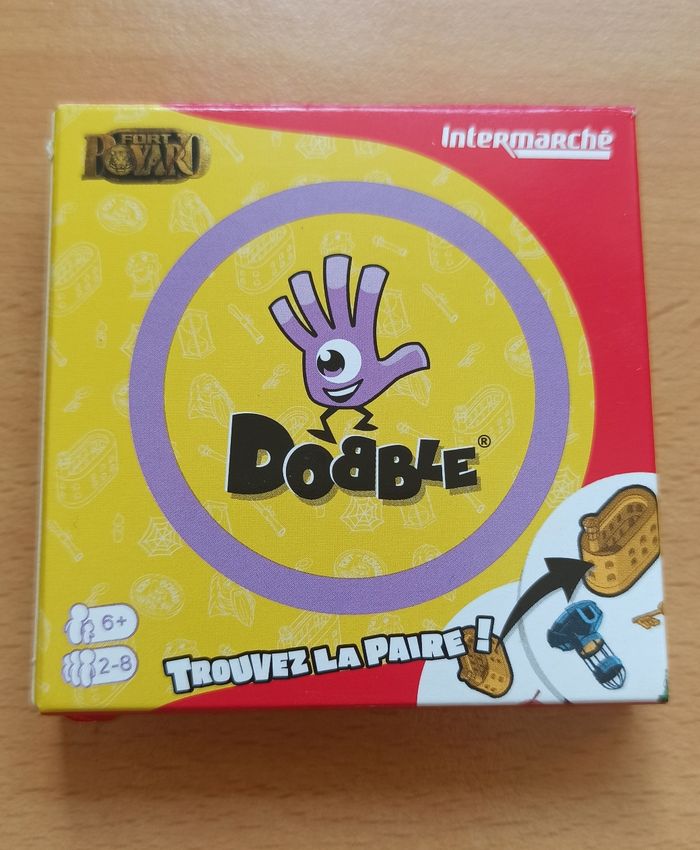 FORT
BOYARD
Intermarché
DOBBLE®
6+
2-8
TROUVEZ LA PAIRE !